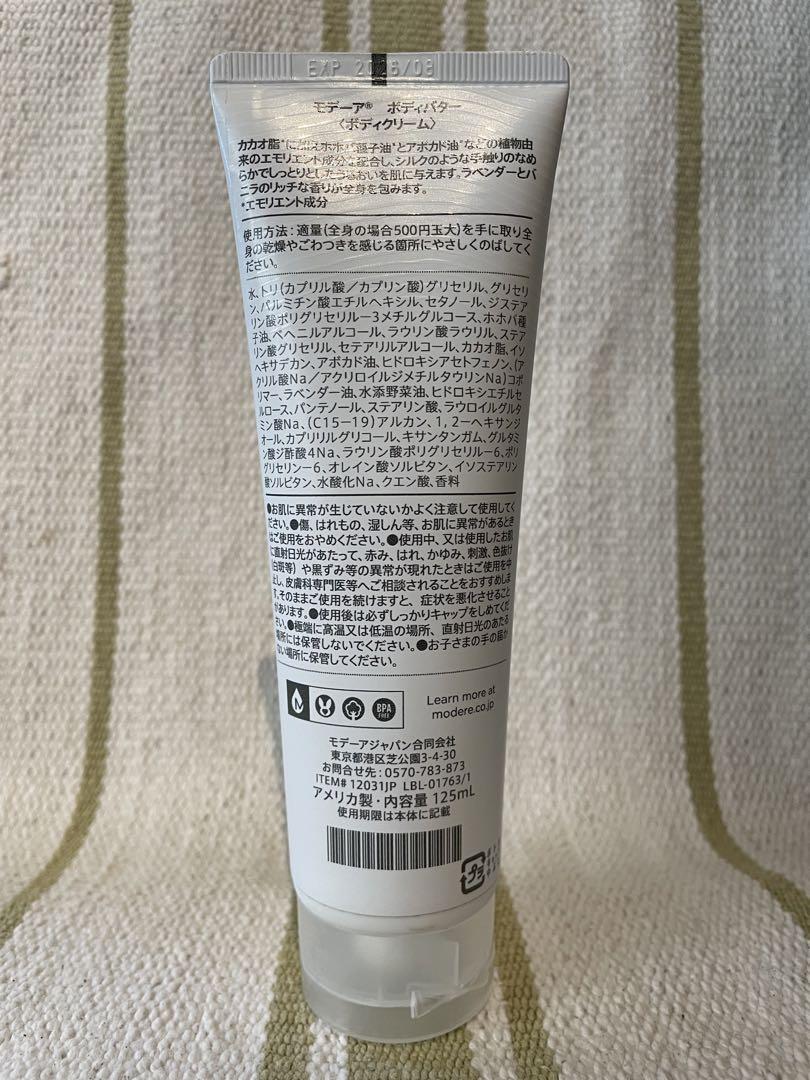 EXP 2026/09
モデーア® ボディバター
〈ボディクリーム〉
カカオ脂*に加えホホバ種子油*とアボカド油*などの植物由
来のエモリエント成分を配合し、シルクのような手触りのなめ
らかでしっとりとしたうるおいを肌に与えます。ラベンダーとバ
ニラのリッチな香りが全身を包みます。
*エモリエント成分
使用方法：適量(全身の場合500円玉大)を手に取り全
身の乾燥やごわつきを感じる箇所にやさしくのばしてく
ださい。
水、トリ(カプリル酸／カプリン酸)グリセリル、グリセリ
ン、パルミチン酸エチルヘキシル、セタノール、ジステア
リン酸ポリグリセリル－3メチルグルコース、ホホバ種
子油、ベヘニルアルコール、ラウリン酸ラウリル、ステア
リン酸グリセリル、セテアリルアルコール、カカオ脂、イソ
ヘキサデカン、アボカド油、ヒドロキシアセトフェノン、(ア
クリル酸Na／アクリロイルジメチルタウリンNa)コポ
リマー、ラベンダー油、水添野菜油、ヒドロキシエチルセ
ルロース、パンテノール、ステアリン酸、ラウロイルグルタ
ミン酸Na、(C15－19)アルカン、1，2－ヘキサンジ
オール、カプリリルグリコール、キサンタンガム、グルタミ
ン酸ジ酢酸4Na、ラウリン酸ポリグリセリル－6、ポリ
グリセリン－6、オレイン酸ソルビタン、イソステアリン
酸ソルビタン、水酸化Na、クエン酸、香料
●お肌に異常が生じていないかよく注意して使用してく
ださい。●傷、はれもの、湿しん等、お肌に異常があるとき
はご使用をおやめください。●使用中、又は使用したお肌
に直射日光があたって、赤み、はれ、かゆみ、刺激、色抜け
(白斑等）や黒ずみ等の異常が現れたときはご使用を中
止し、皮膚科専門医等へご相談されることをおすすめしま
す。そのままご使用を続けますと、症状を悪化させること
があります。●使用後は必ずしっかりキャップをしめてくだ
さい。●極端に高温又は低温の場所、直射日光のあたる
場所には保管しないでください。●お子さまの手の届か
ない場所に保管してください。
BPA
FREE
Learn more at
modere.co.jp
モデーアジャパン合同会社
東京都港区芝公園3-4-30
お問合せ先：0570-783-873
ITEM# 12031JP LBL-01763/1
アメリカ製・内容量 125mL
使用期限は本体に記載
プラ